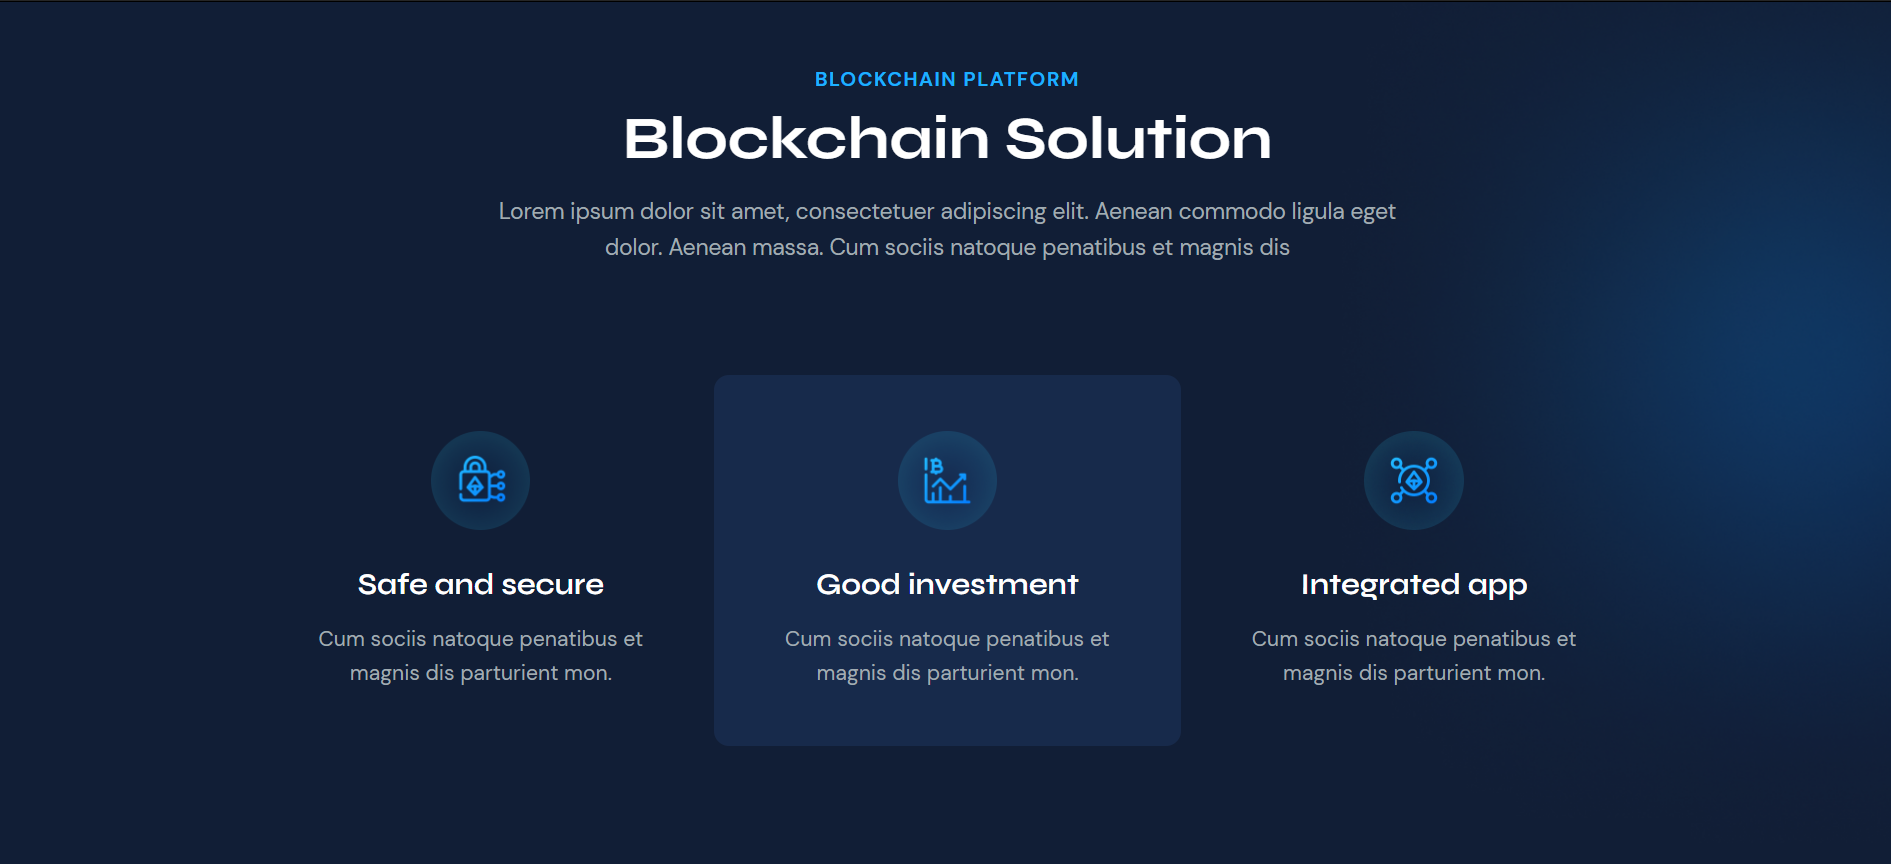 BLOCKCHAIN PLATFORM
Blockchain Solution
Lorem ipsum dolor sit amet, consectetuer adipiscing elit. Aenean commodo ligula eget
dolor. Aenean massa. Cum sociis natoque penatibus et magnis dis
Safe and secure
Cum sociis natoque penatibus et
magnis dis parturient mon.
Good investment
Cum sociis natoque penatibus et
magnis dis parturient mon.
Integrated app
Cum sociis natoque penatibus et
magnis dis parturient mon.